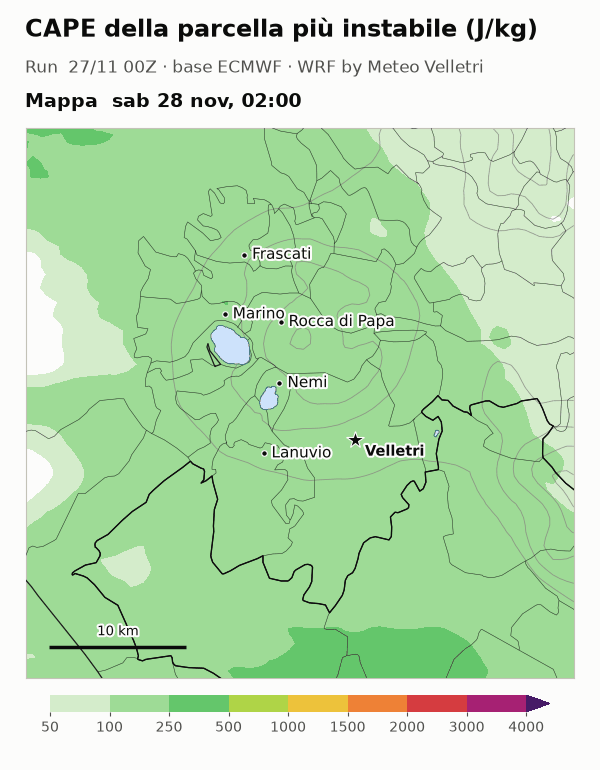 CAPE della parcella più instabile (J/kg)
Run  27/11 00Z · base ECMWF · WRF by Meteo Velletri
Mappa  sab 28 nov, 02:00
Frascati
Marino
Rocca di Papa
Nemi
Velletri
Lanuvio
10 km
50 100 250 500 1000 1500 2000 3000 4000